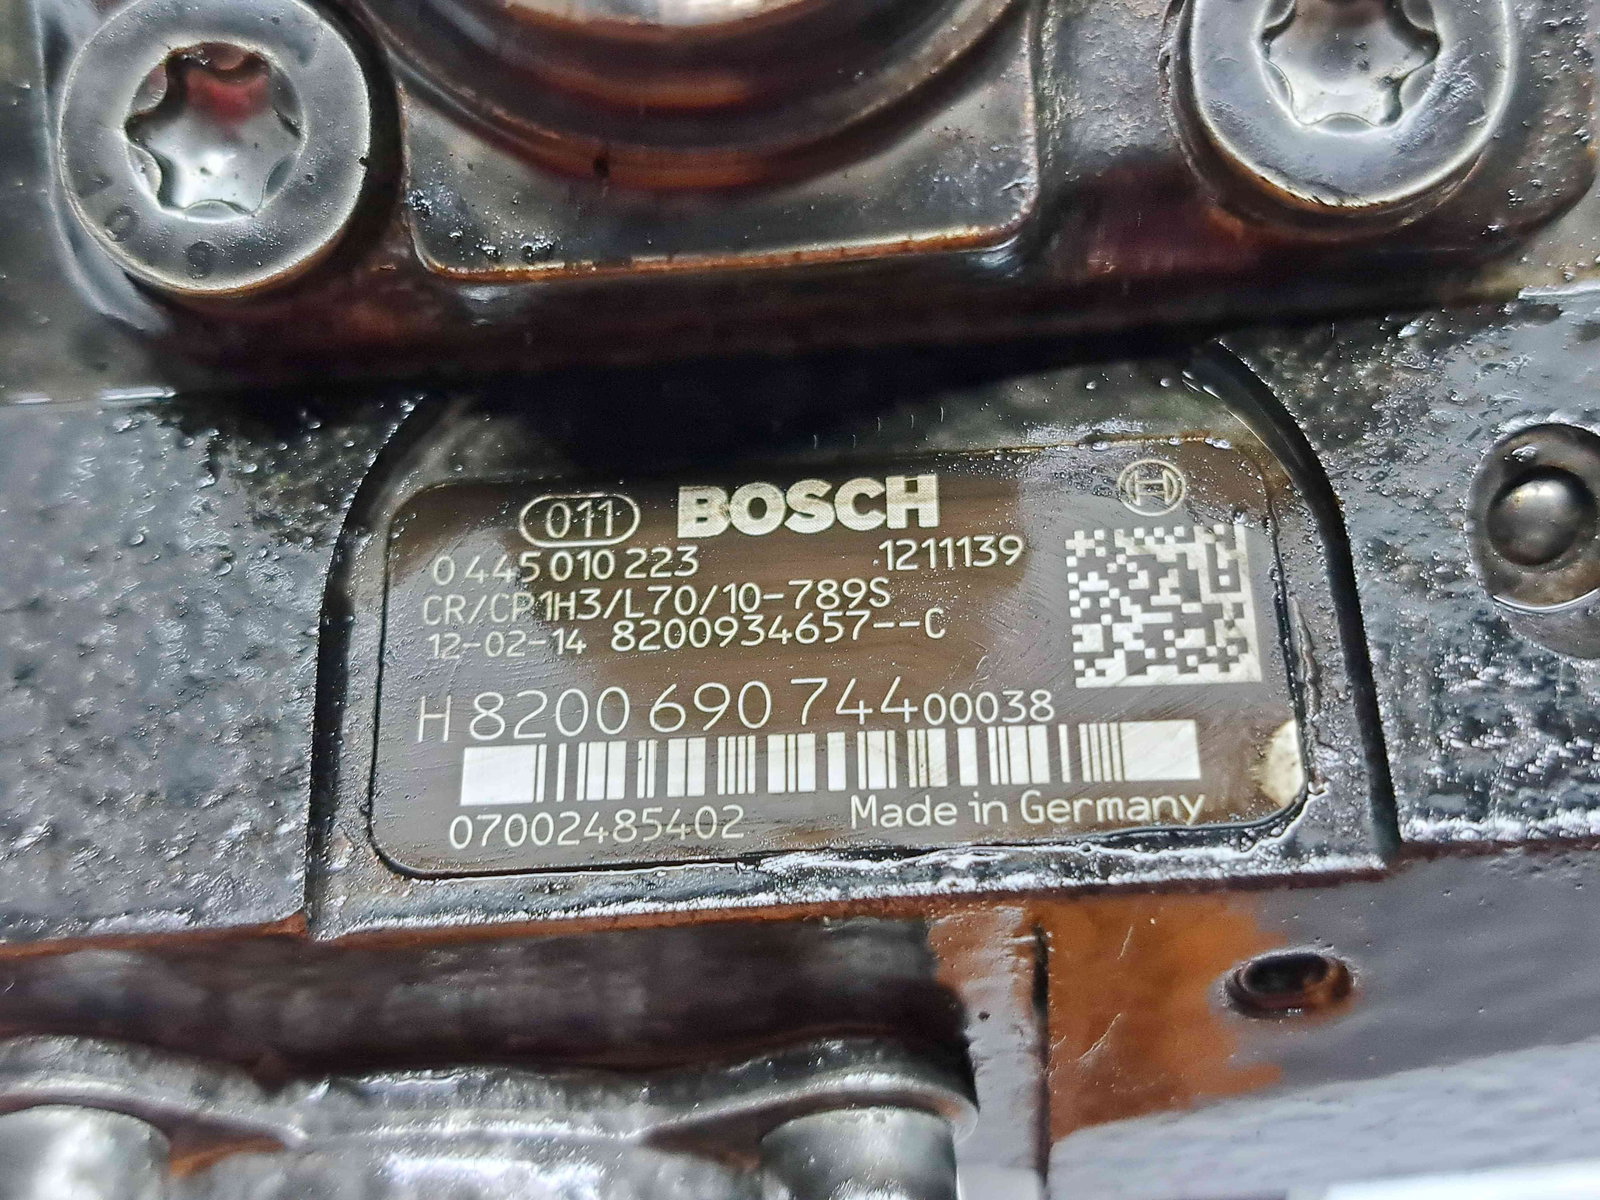 011 BOSCH
0 445 010 223 1211139
CR/CP1H3/L70/10-789S
12-02-14 8200934657--C
H8200 690 744 00038
07002485402 Made in Germany